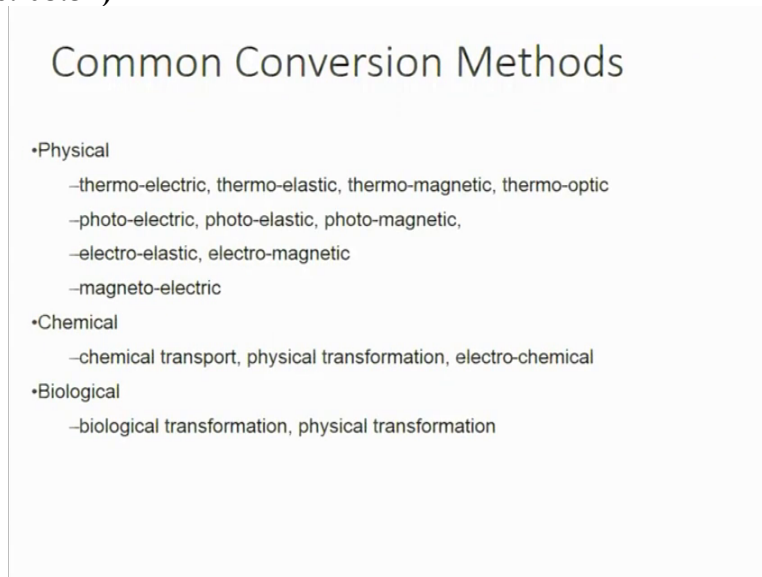 Common Conversion Methods
•Physical
–thermo-electric, thermo-elastic, thermo-magnetic, thermo-optic
–photo-electric, photo-elastic, photo-magnetic,
–electro-elastic, electro-magnetic
–magneto-electric
•Chemical
–chemical transport, physical transformation, electro-chemical
•Biological
–biological transformation, physical transformation